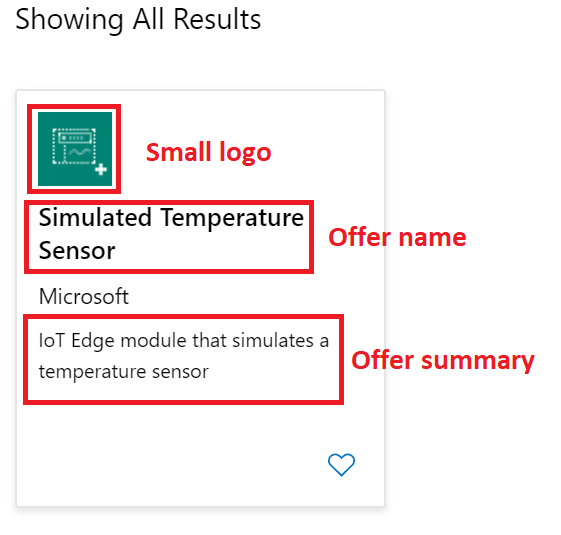 Showing All Results
Small logo
Simulated Temperature
Sensor
Offer name
Microsoft
IoT Edge module that simulates a
temperature sensor
Offer summary